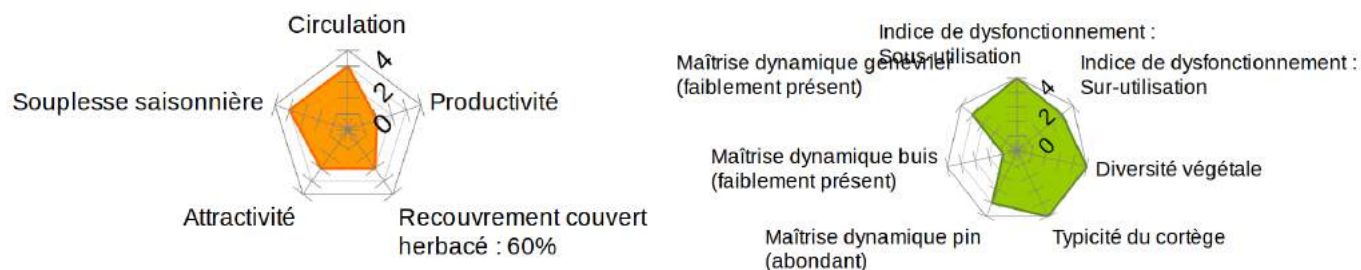 Circulation
4
Souplesse saisonnière
2
Productivité
0
Attractivité
Recouvrement couvert
herbacé : 60%
Indice de dysfonctionnement :
Sous-utilisation
Maîtrise dynamique genévrier
(faiblement présent)
Indice de dysfonctionnement :
Sur-utilisation
4
2
0
Maîtrise dynamique buis
(faiblement présent)
Diversité végétale
Maîtrise dynamique pin
(abondant)
Typicité du cortège